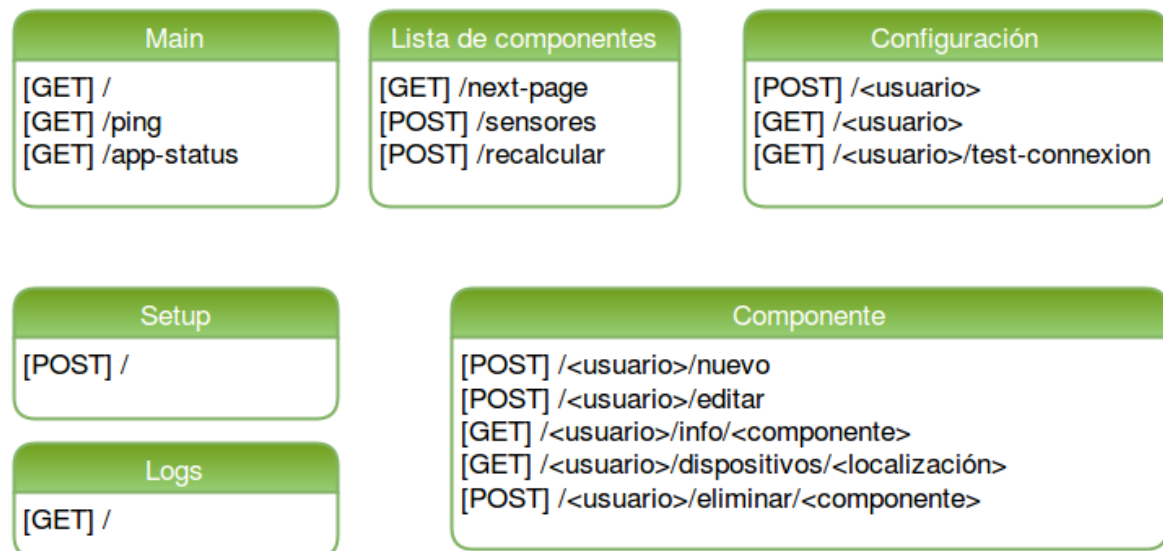 Main
[GET] /
[GET] /ping
[GET] /app-status
Lista de componentes
[GET] /next-page
[POST] /sensores
[POST] /recalcular
Configuración
[POST] /<usuario>
[GET] /<usuario>
[GET] /<usuario>/test-connexion
Setup
[POST] /
Logs
[GET] /
Componente
[POST] /<usuario>/nuevo
[POST] /<usuario>/editar
[GET] /<usuario>/info/<componente>
[GET] /<usuario>/dispositivos/<localización>
[POST] /<usuario>/eliminar/<componente>